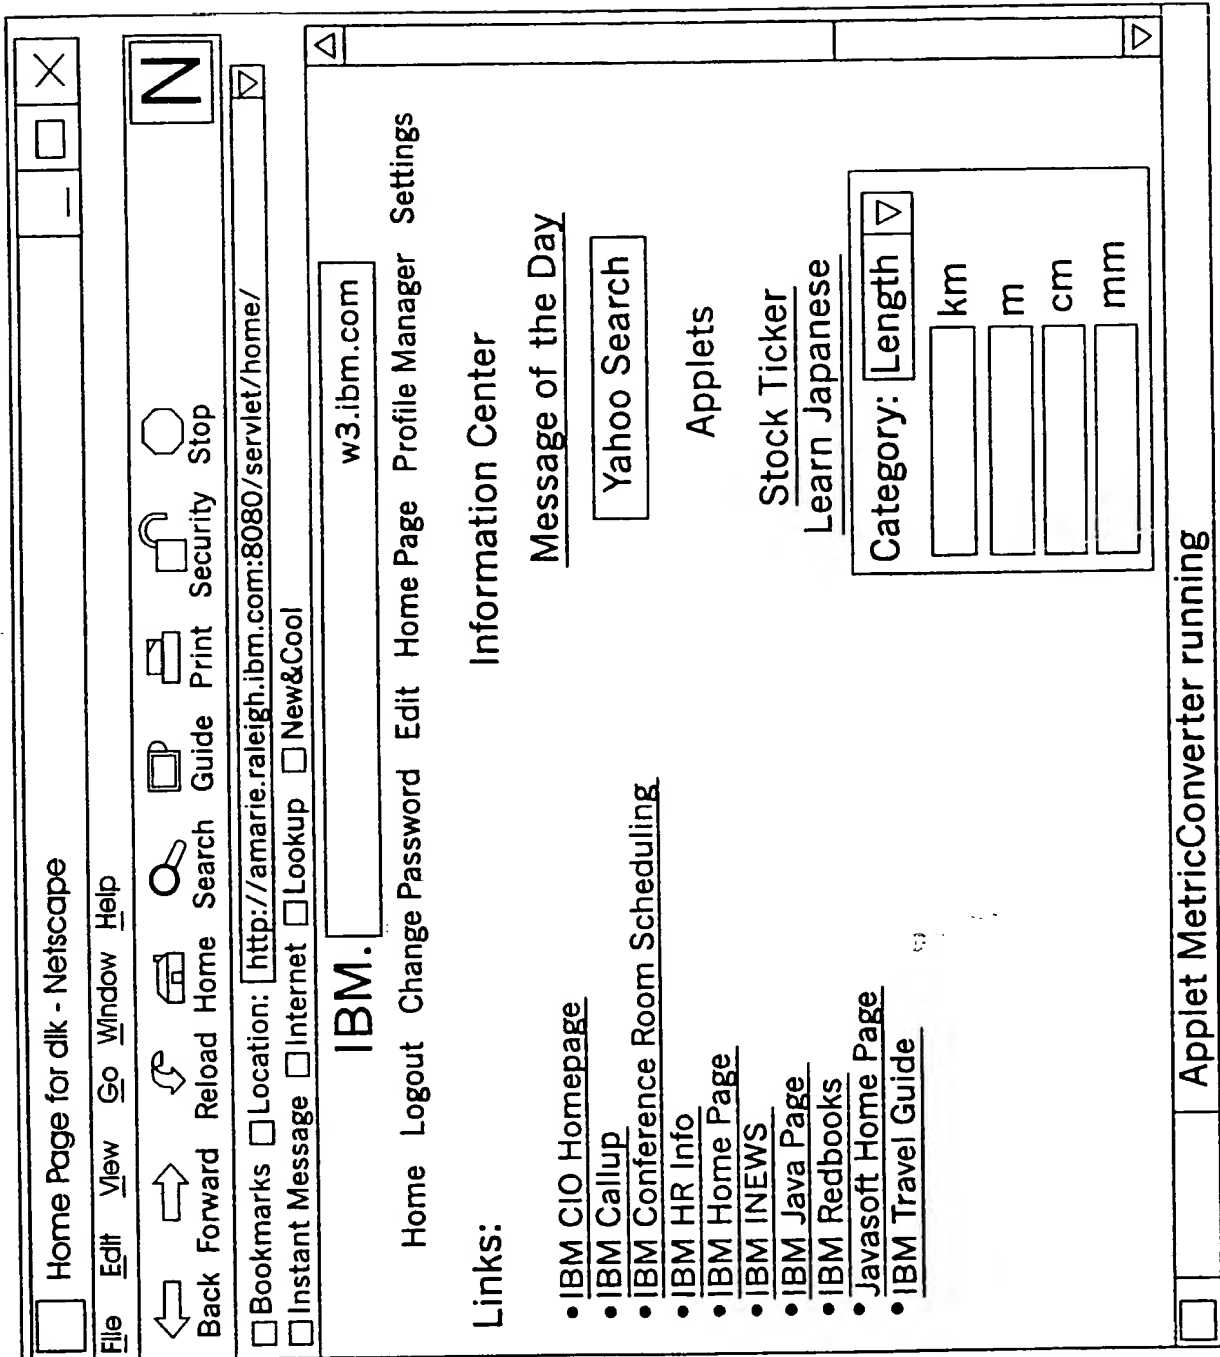 Home Page for dlk - Netscape
File Edit View Go Window Help
N
Back Forward Reload Home Search Guide Print Security Stop
Bookmarks Location: http://amarie.raleigh.ibm.com:8080/servlet/home/
Instant Message Internet Lookup New&Cool
IBM. w3.ibm.com
Home Logout Change Password Edit Home Page Profile Manager Settings
Links:
• IBM CIO Homepage
• IBM Callup
• IBM Conference Room Scheduling
• IBM HR Info
• IBM Home Page
• IBM INEWS
• IBM Java Page
• IBM Redbooks
• Javasoft Home Page
• IBM Travel Guide
Information Center
Message of the Day
Yahoo Search
Applets
Stock Ticker
Learn Japanese
Category: Length
km
m
cm
mm
Applet MetricConverter running